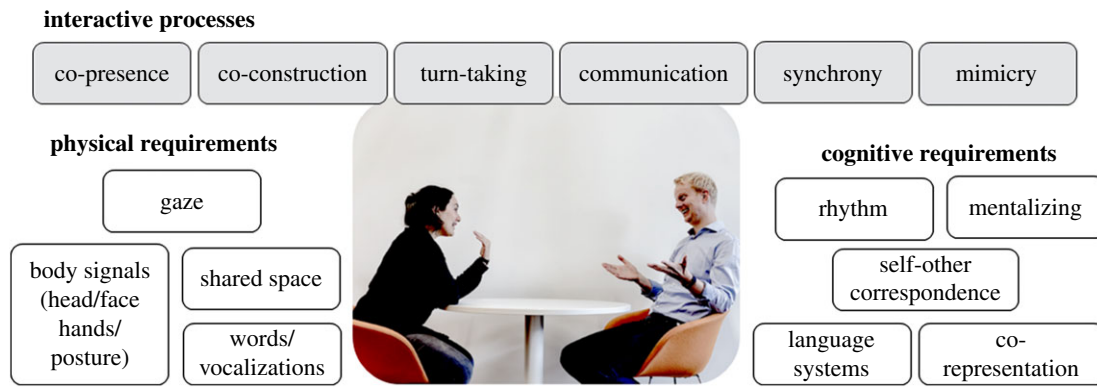 interactive processes
co-presence
co-construction
turn-taking
communication
synchrony
mimicry
physical requirements
gaze
body signals
(head/face
hands/
posture)
shared space
words/
vocalizations
cognitive requirements
rhythm
mentalizing
self-other
correspondence
language
systems
co-
representation